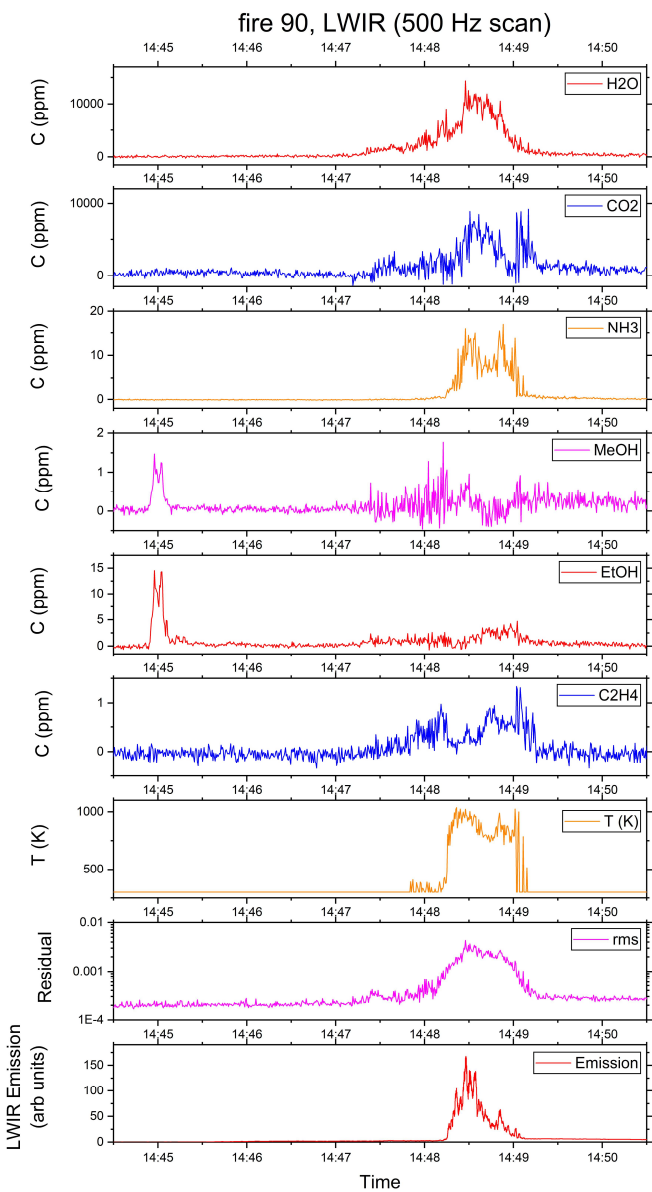 fire 90, LWIR (500 Hz scan)
14:45 14:46 14:47 14:48 14:49 14:50
C (ppm)
10000
0
H2O
14:45 14:46 14:47 14:48 14:49 14:50
C (ppm)
10000
0
CO2
14:45 14:46 14:47 14:48 14:49 14:50
C (ppm)
20
10
0
NH3
14:45 14:46 14:47 14:48 14:49 14:50
C (ppm)
2
1
0
MeOH
14:45 14:46 14:47 14:48 14:49 14:50
C (ppm)
15
10
5
0
EtOH
14:45 14:46 14:47 14:48 14:49 14:50
C (ppm)
1
0
C2H4
14:45 14:46 14:47 14:48 14:49 14:50
T (K)
1000
500
T (K)
14:45 14:46 14:47 14:48 14:49 14:50
Residual
0.01
0.001
1E-4
rms
14:45 14:46 14:47 14:48 14:49 14:50
LWIR Emission
(arb units)
150
100
50
0
Emission
14:45 14:46 14:47 14:48 14:49 14:50
Time